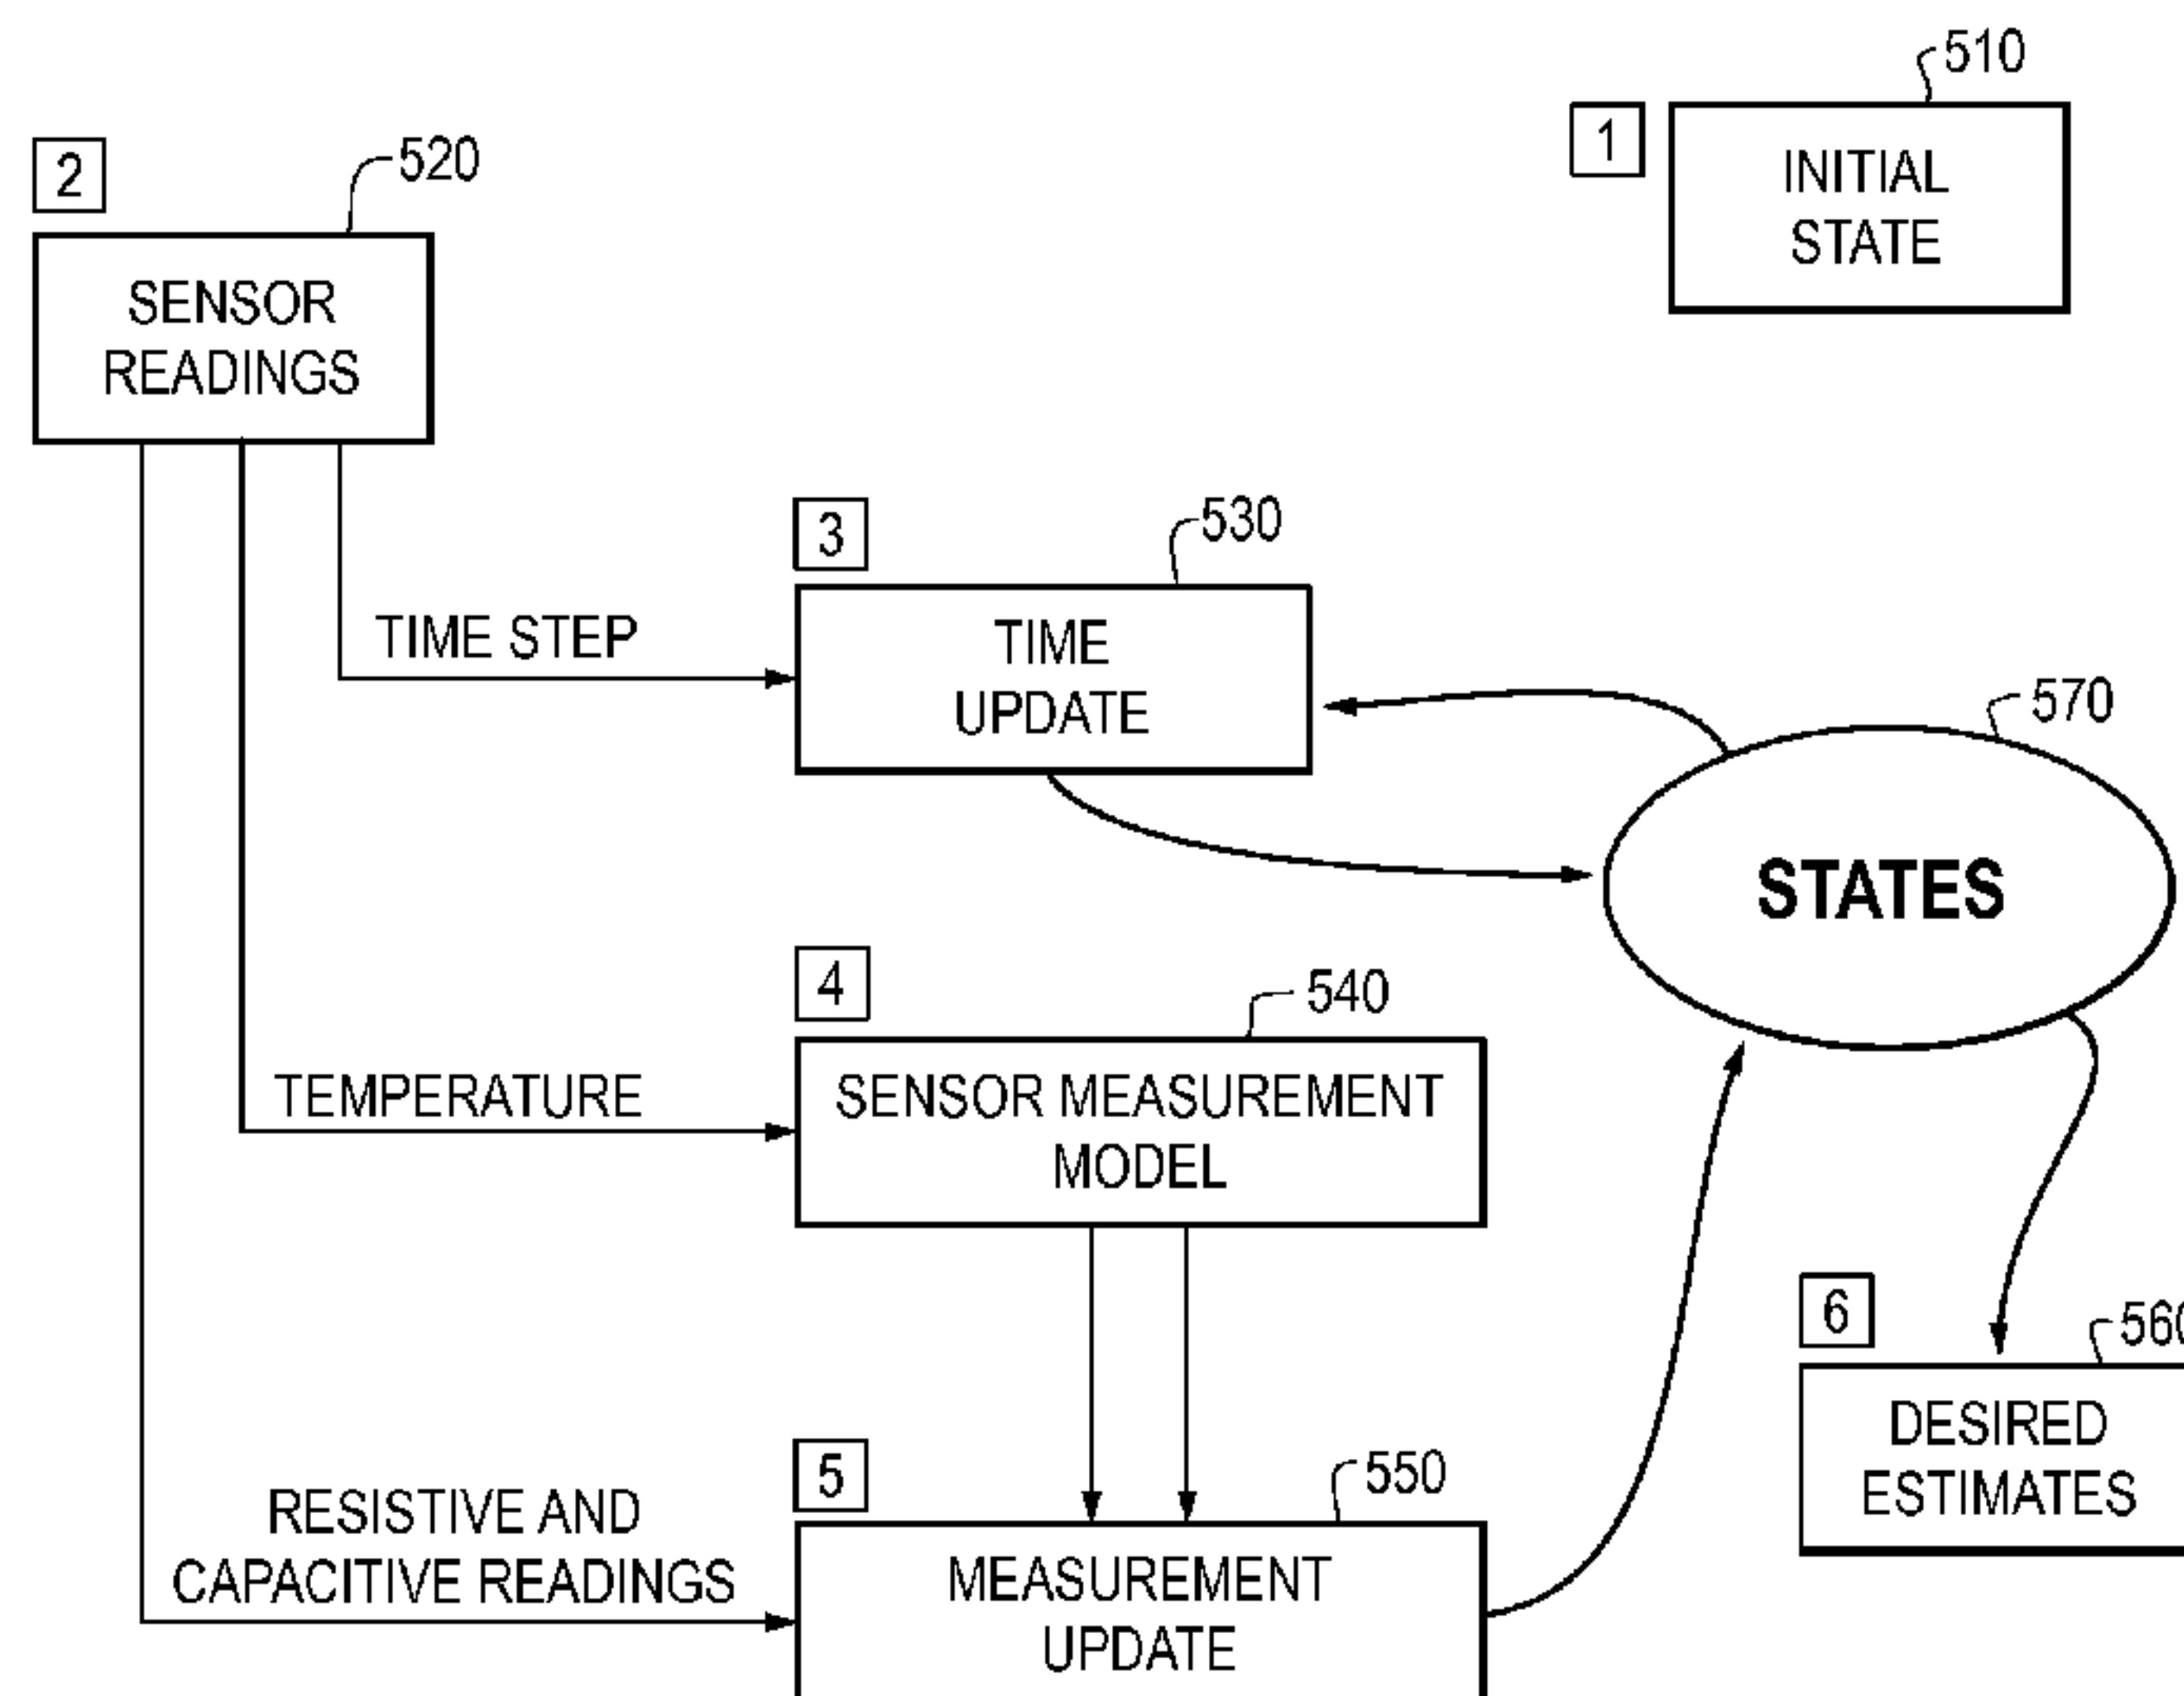 510
1
INITIAL
STATE
2
520
SENSOR
READINGS
3
530
TIME STEP
TIME
UPDATE
570
STATES
4
540
TEMPERATURE
SENSOR MEASUREMENT
MODEL
6
560
DESIRED
ESTIMATES
5
550
RESISTIVE AND
CAPACITIVE READINGS
MEASUREMENT
UPDATE